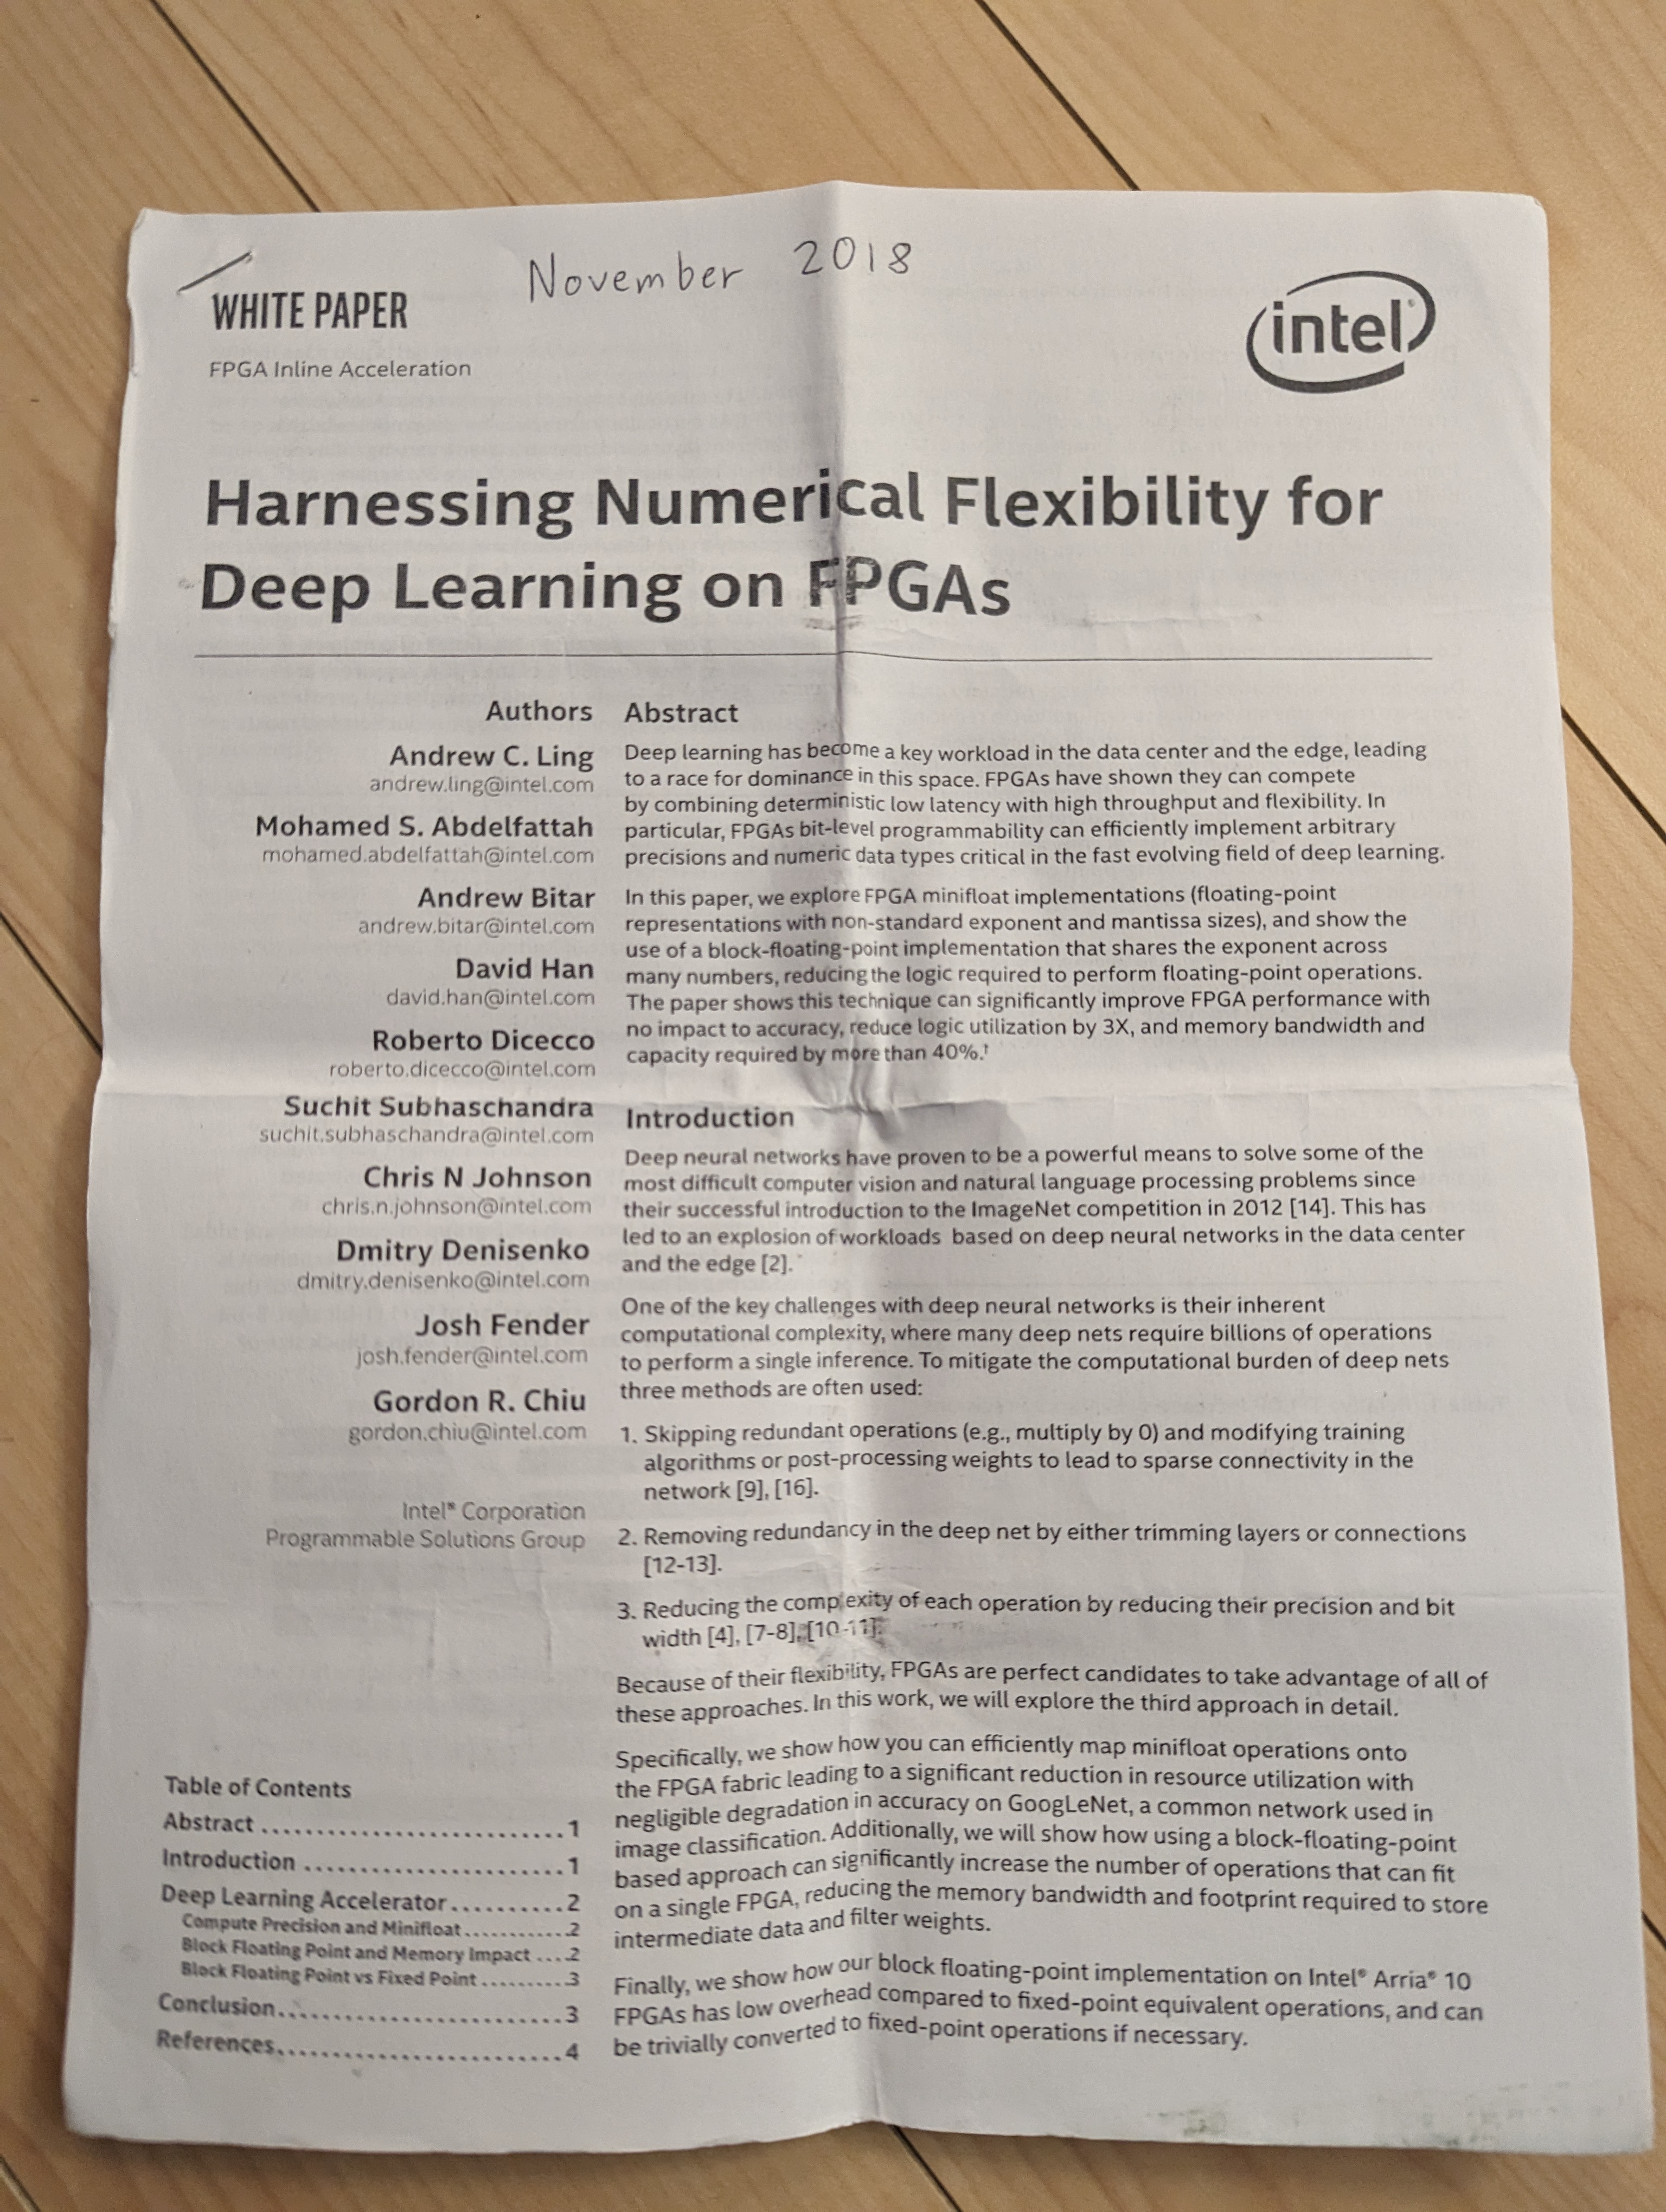 November 2018
WHITE PAPER
FPGA Inline Acceleration
intel®
Harnessing Numerical Flexibility for
Deep Learning on FPGAs
Authors
Andrew C. Ling
andrew.ling@intel.com
Mohamed S. Abdelfattah
mohamed.abdelfattah@intel.com
Andrew Bitar
andrew.bitar@intel.com
David Han
david.han@intel.com
Roberto Dicecco
roberto.dicecco@intel.com
Suchit Subhaschandra
suchit.subhaschandra@intel.com
Chris N Johnson
chris.n.johnson@intel.com
Dmitry Denisenko
dmitry.denisenko@intel.com
Josh Fender
josh.fender@intel.com
Gordon R. Chiu
gordon.chiu@intel.com
Intel® Corporation
Programmable Solutions Group
Table of Contents
Abstract ............................1
Introduction ........................1
Deep Learning Accelerator..........2
Compute Precision and Minifloat............2
Block Floating Point and Memory Impact ....2
Block Floating Point vs Fixed Point ..........3
Conclusion..........................3
References..........................4
Abstract
Deep learning has become a key workload in the data center and the edge, leading
to a race for dominance in this space. FPGAs have shown they can compete
by combining deterministic low latency with high throughput and flexibility. In
particular, FPGAs bit-level programmability can efficiently implement arbitrary
precisions and numeric data types critical in the fast evolving field of deep learning.
In this paper, we explore FPGA minifloat implementations (floating-point
representations with non-standard exponent and mantissa sizes), and show the
use of a block-floating-point implementation that shares the exponent across
many numbers, reducing the logic required to perform floating-point operations.
The paper shows this technique can significantly improve FPGA performance with
no impact to accuracy, reduce logic utilization by 3X, and memory bandwidth and
capacity required by more than 40%.†
Introduction
Deep neural networks have proven to be a powerful means to solve some of the
most difficult computer vision and natural language processing problems since
their successful introduction to the ImageNet competition in 2012 [14]. This has
led to an explosion of workloads based on deep neural networks in the data center
and the edge [2].
One of the key challenges with deep neural networks is their inherent
computational complexity, where many deep nets require billions of operations
to perform a single inference. To mitigate the computational burden of deep nets
three methods are often used:
1. Skipping redundant operations (e.g., multiply by 0) and modifying training
algorithms or post-processing weights to lead to sparse connectivity in the
network [9], [16].
2. Removing redundancy in the deep net by either trimming layers or connections
[12-13].
3. Reducing the complexity of each operation by reducing their precision and bit
width [4], [7-8], [10-11].
Because of their flexibility, FPGAs are perfect candidates to take advantage of all of
these approaches. In this work, we will explore the third approach in detail.
Specifically, we show how you can efficiently map minifloat operations onto
the FPGA fabric leading to a significant reduction in resource utilization with
negligible degradation in accuracy on GoogLeNet, a common network used in
image classification. Additionally, we will show how using a block-floating-point
based approach can significantly increase the number of operations that can fit
on a single FPGA, reducing the memory bandwidth and footprint required to store
intermediate data and filter weights.
Finally, we show how our block floating-point implementation on Intel® Arria® 10
FPGAs has low overhead compared to fixed-point equivalent operations, and can
be trivially converted to fixed-point operations if necessary.